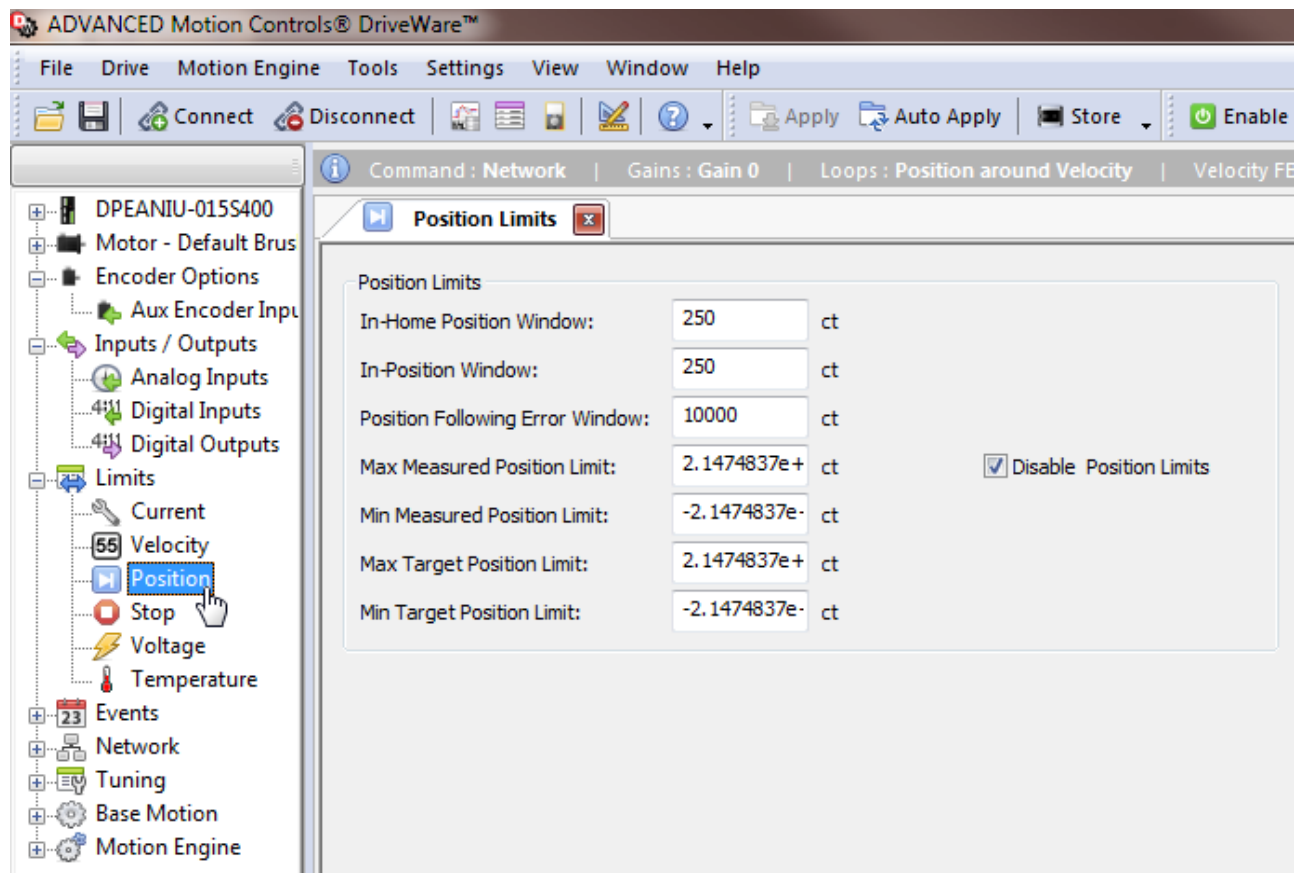 ADVANCED Motion Controls® DriveWare™
File Drive Motion Engine Tools Settings View Window Help
Connect Disconnect Apply Auto Apply Store Enable
Command : Network | Gains : Gain 0 | Loops : Position around Velocity | Velocity FE
DPEANIU-015S400
Motor - Default Brus
Encoder Options
Aux Encoder Inpu
Inputs / Outputs
Analog Inputs
Digital Inputs
Digital Outputs
Limits
Current
55 Velocity
Position
Stop
Voltage
Temperature
23 Events
Network
Tuning
Base Motion
Motion Engine
Position Limits
Position Limits
In-Home Position Window: 250 ct
In-Position Window: 250 ct
Position Following Error Window: 10000 ct
Max Measured Position Limit: 2.1474837e+ ct Disable Position Limits
Min Measured Position Limit: -2.1474837e- ct
Max Target Position Limit: 2.1474837e+ ct
Min Target Position Limit: -2.1474837e- ct